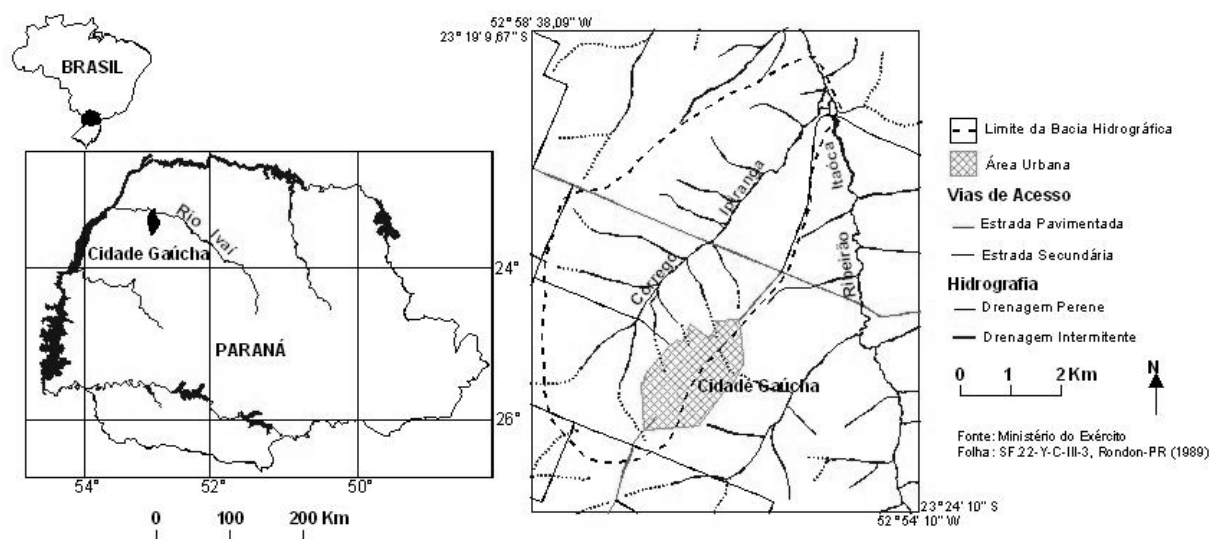 BRASIL
Rio Ivaí
Cidade Gaúcha
PARANÁ
24°
26°
54°
52°
50°
0 100 200 Km
52°58'38,09" W
23°19'9,67" S
Córrego Ipiranga
Ribeirão Itaóca
Cidade Gaúcha
23°24'10" S
52°54'10" W
Limite da Bacia Hidrográfica
Área Urbana
Vias de Acesso
Estrada Pavimentada
Estrada Secundária
Hidrografia
Drenagem Perene
Drenagem Intermitente
0 1 2 Km
N
Fonte: Ministério do Exército
Folha: SF.22-Y-C-III-3, Rondon-PR (1989)